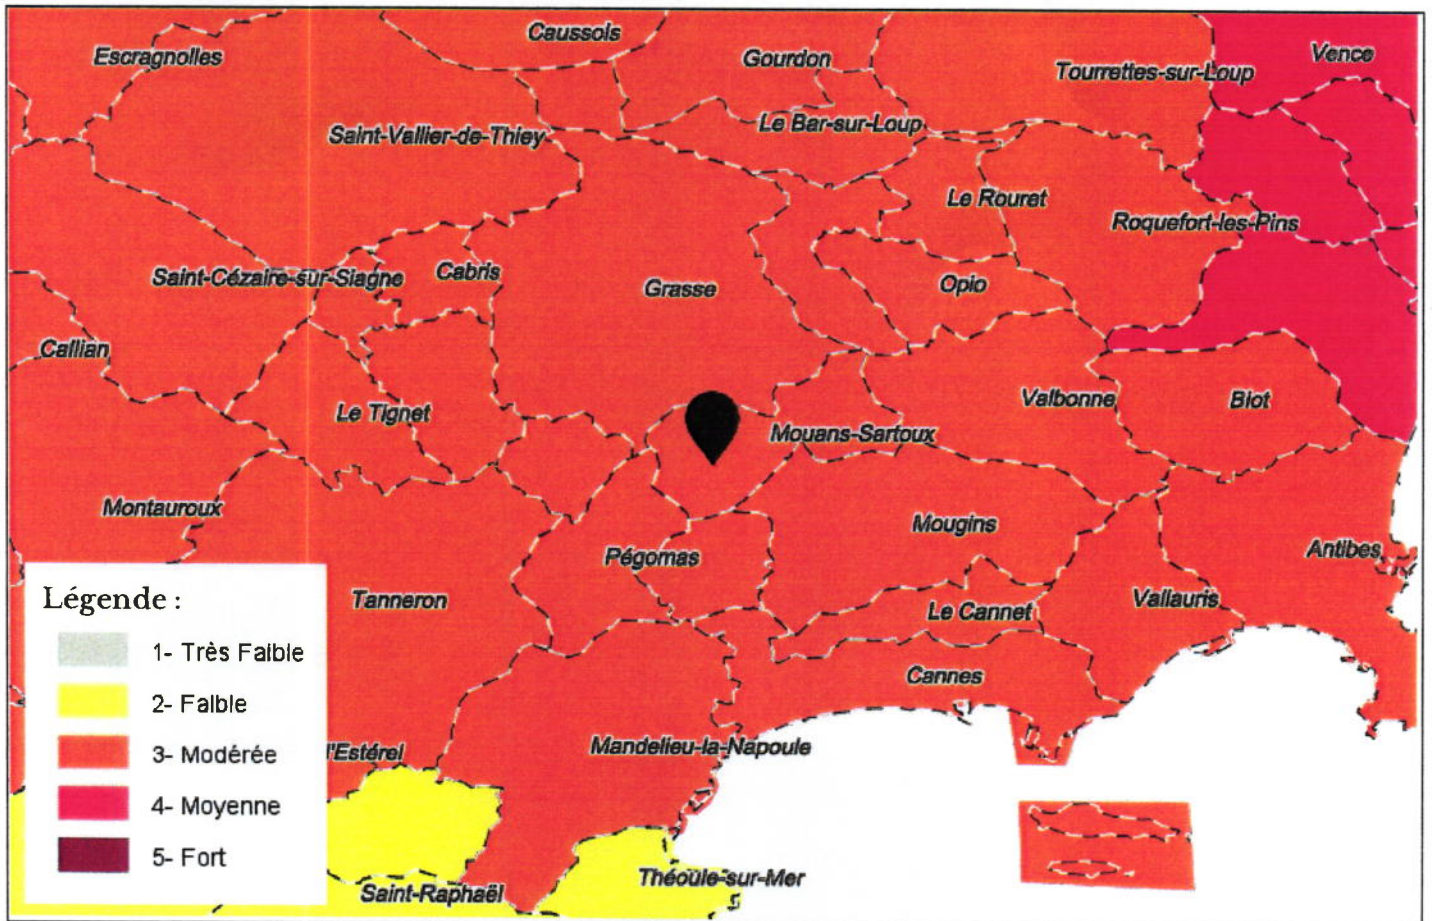 Caussols
Escragnolles
Gourdon
Vence
Tourrettes-sur-Loup
Le Bar-sur-Loup
Saint-Vallier-de-Thiey
Le Rouret
Roquefort-les-Pins
Saint-Cézaire-sur-Siagne
Cabris
Grasse
Opio
Callian
Le Tignet
Valbonne
Biot
Mouans-Sartoux
Montauroux
Mougins
Pégomas
Antibes
Tanneron
Le Cannet
Vallauris
Cannes
l'Estérel
Mandelieu-la-Napoule
Théoule-sur-Mer
Saint-Raphaël
Légende :
1- Très Faible
2- Faible
3- Modérée
4- Moyenne
5- Fort